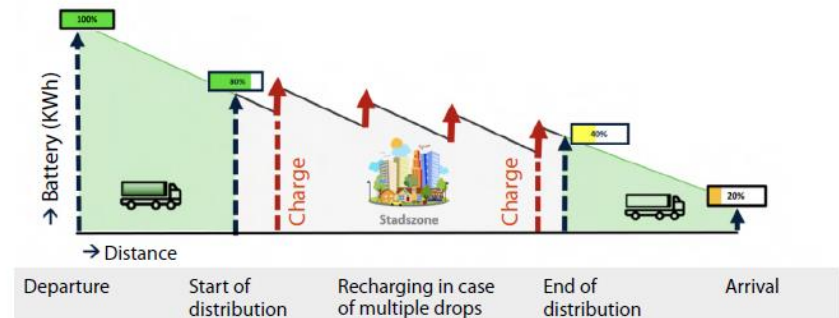 100%
80%
40%
20%
→ Battery (KWh)
Charge
Charge
Stadszone
→ Distance
Departure
Start of
distribution
Recharging in case
of multiple drops
End of
distribution
Arrival